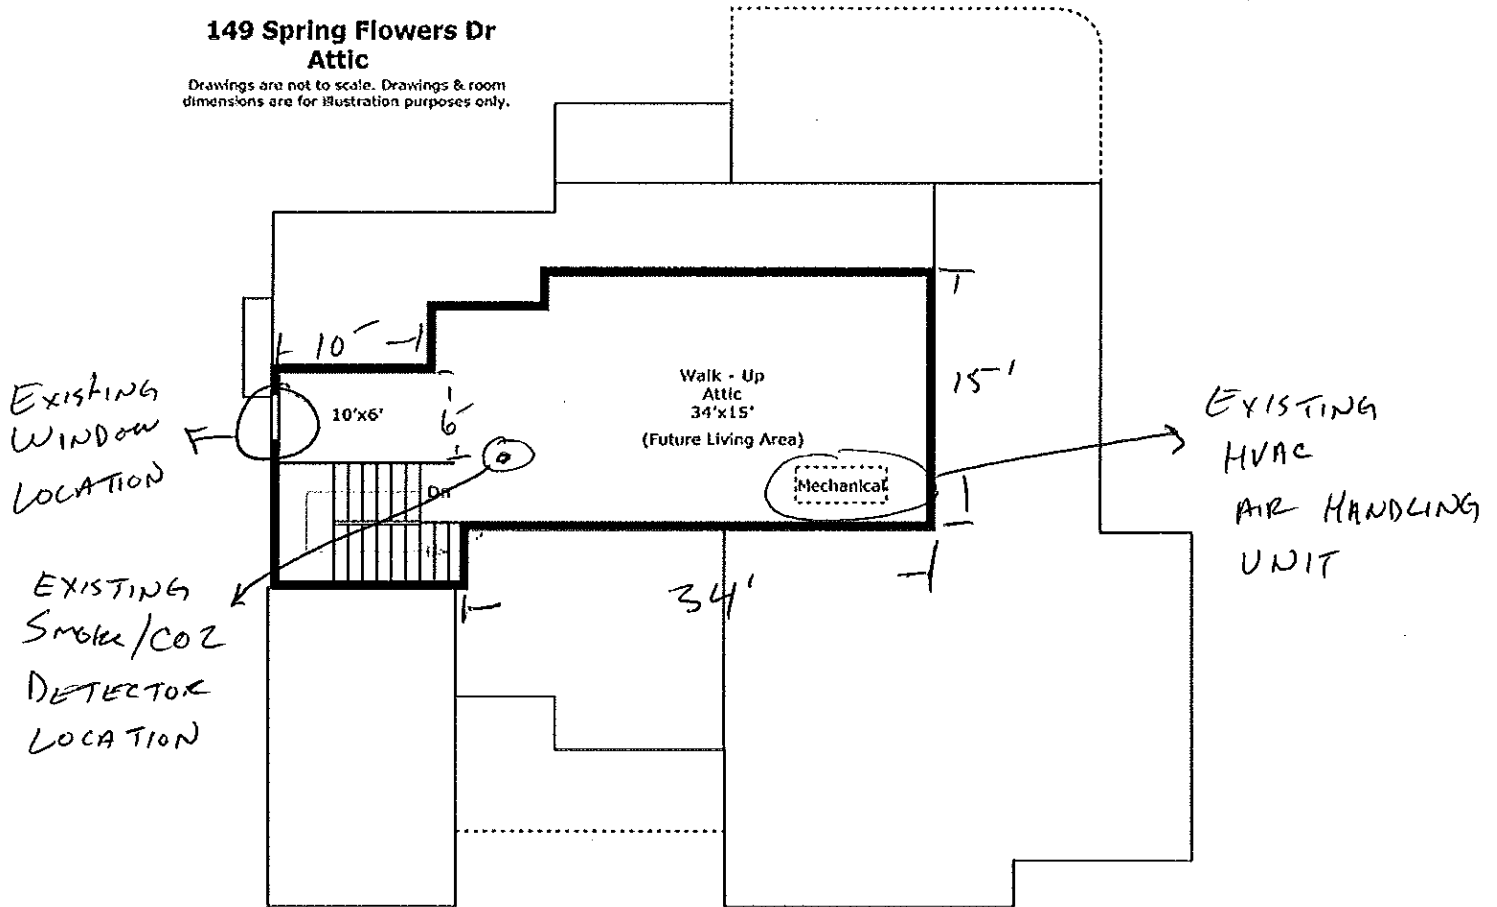 149 Spring Flowers Dr
Attic
Drawings are not to scale. Drawings & room
dimensions are for illustration purposes only.
10'
EXISTING
WINDOW
LOCATION
10'x6'
6'
Walk - Up
Attic
34'x15'
(Future Living Area)
15'
EXISTING
HVAC
AIR HANDLING
UNIT
Mechanical
Dn
34'
EXISTING
Smoke/CO2
DETECTOR
LOCATION